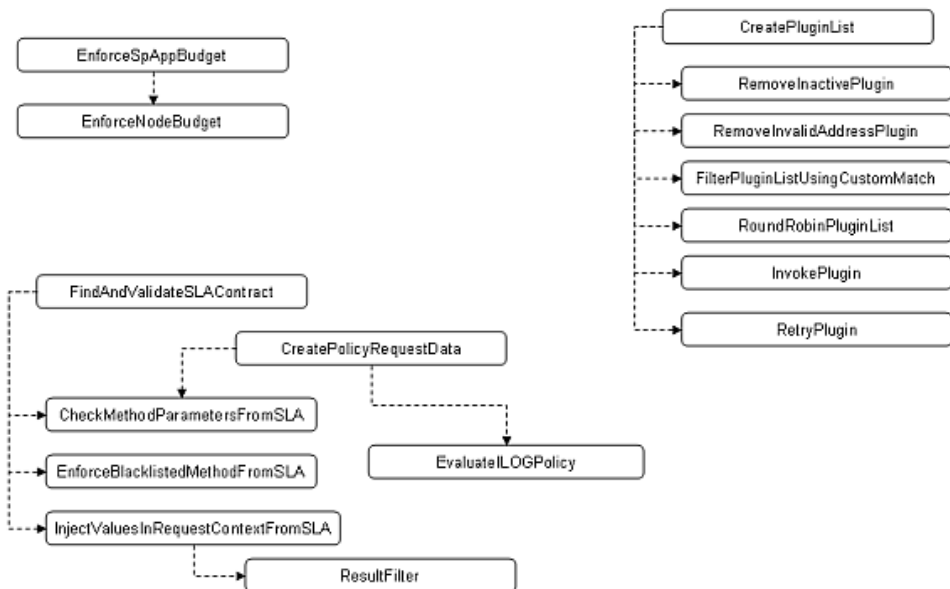 EnforceSpAppBudget
EnforceNodeBudget
CreatePluginList
RemoveInactivePlugin
RemoveInvalidAddressPlugin
FilterPluginListUsingCustomMatch
RoundRobinPluginList
InvokePlugin
RetryPlugin
FindAndValidateSLAContract
CreatePolicyRequestData
CheckMethodParametersFromSLA
EvaluateILOGPolicy
EnforceBlacklistedMethodFromSLA
InjectValuesInRequestContextFromSLA
ResultFilter